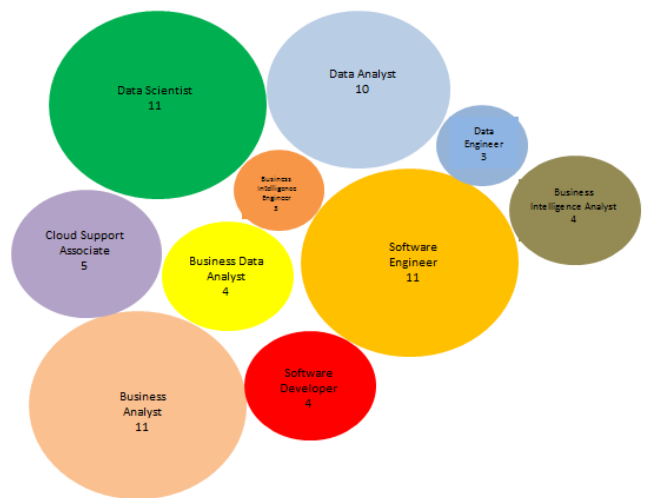 Data Scientist
11
Data Analyst
10
Data
Engineer
3
Business
Intelligence
Engineer
3
Business
Intelligence Analyst
4
Cloud Support
Associate
5
Business Data
Analyst
4
Software
Engineer
11
Business
Analyst
11
Software
Developer
4